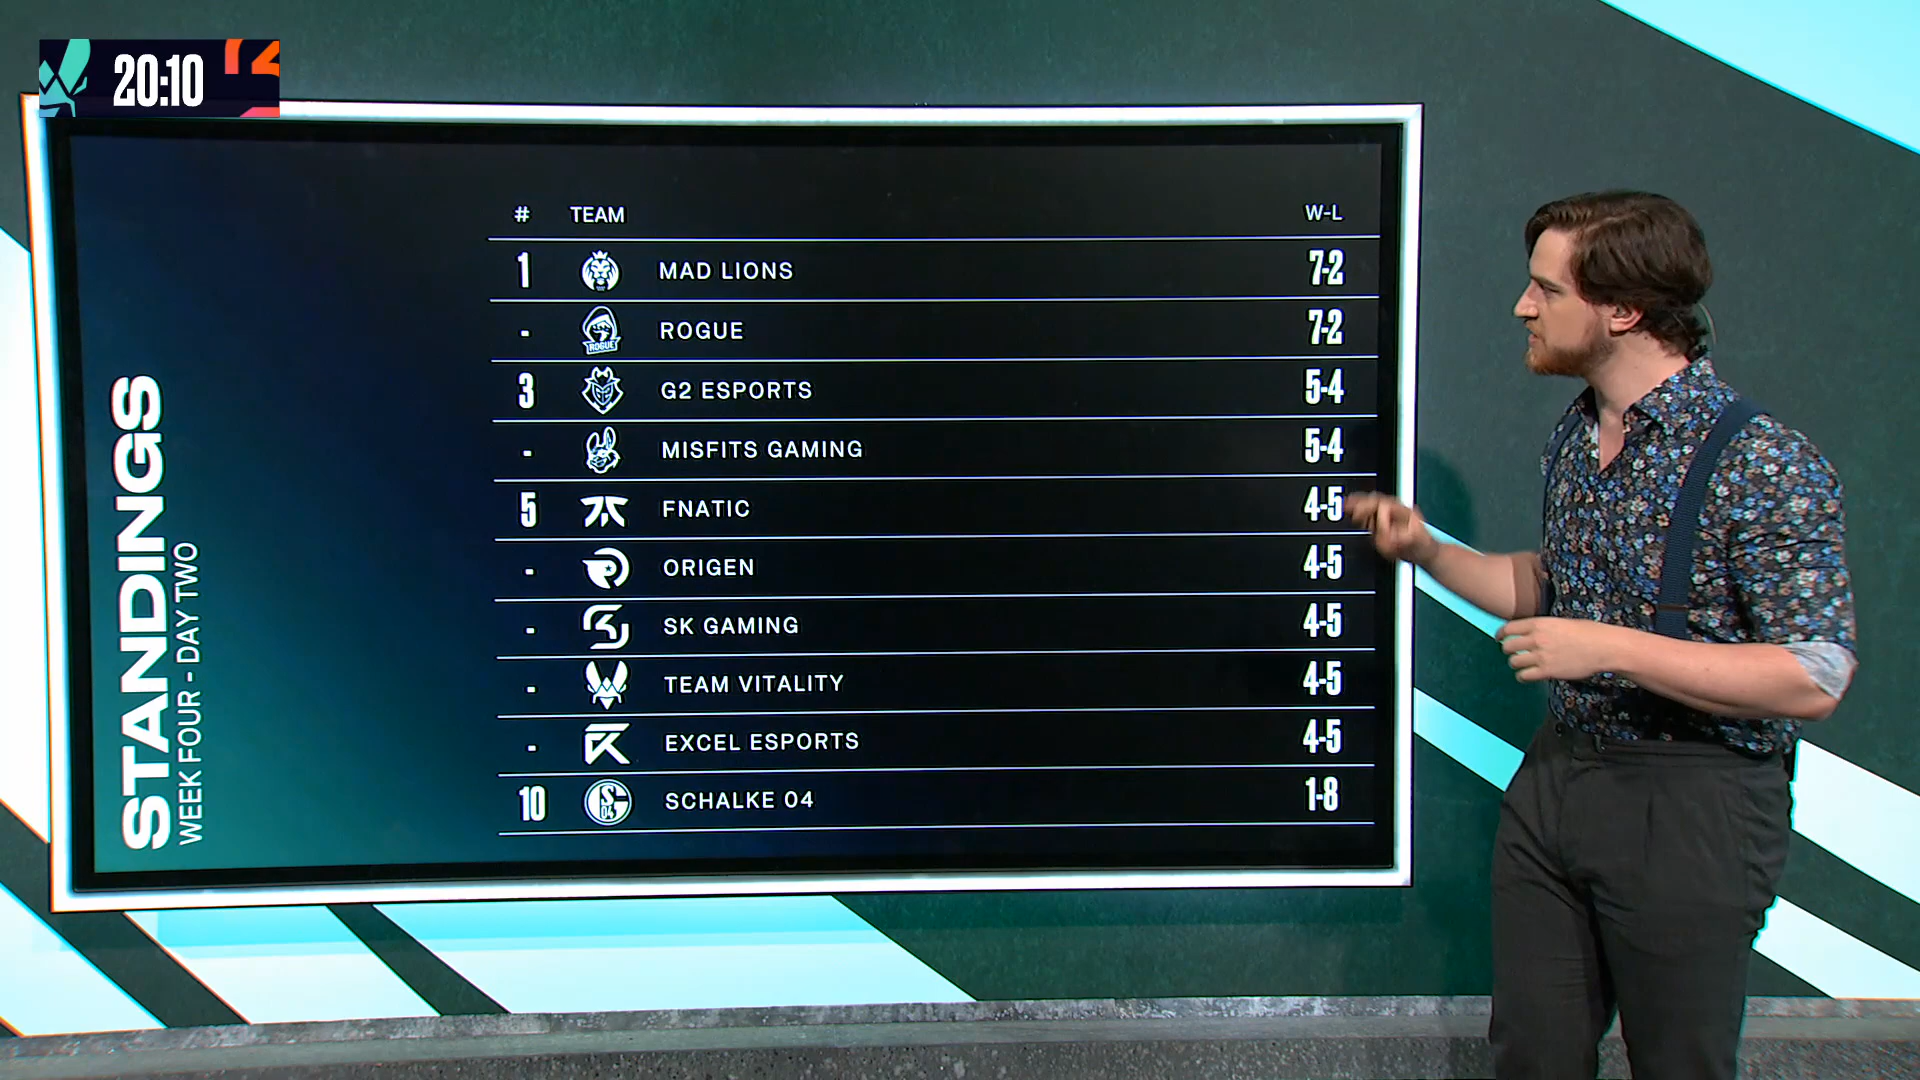 20:10
STANDINGS
WEEK FOUR - DAY TWO
# TEAM W-L
1 MAD LIONS 7-2
- ROGUE ROGUE 7-2
3 G2 ESPORTS 5-4
- MISFITS GAMING 5-4
5 FNATIC 4-5
- ORIGEN 4-5
- SK GAMING 4-5
- TEAM VITALITY 4-5
- EXCEL ESPORTS 4-5
10 S04 SCHALKE 04 1-8